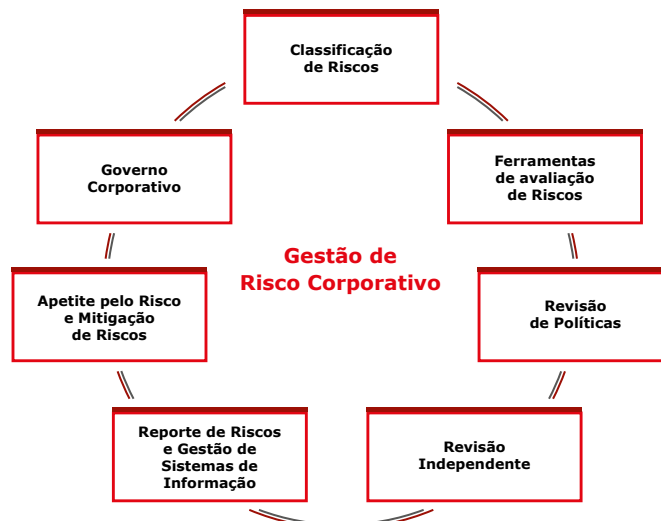 Classificação
de Riscos
Ferramentas
de avaliação
de Riscos
Governo
Corporativo
Gestão de
Risco Corporativo
Revisão
de Políticas
Apetite pelo Risco
e Mitigação
de Riscos
Revisão
Independente
Reporte de Riscos
e Gestão de
Sistemas de
Informação